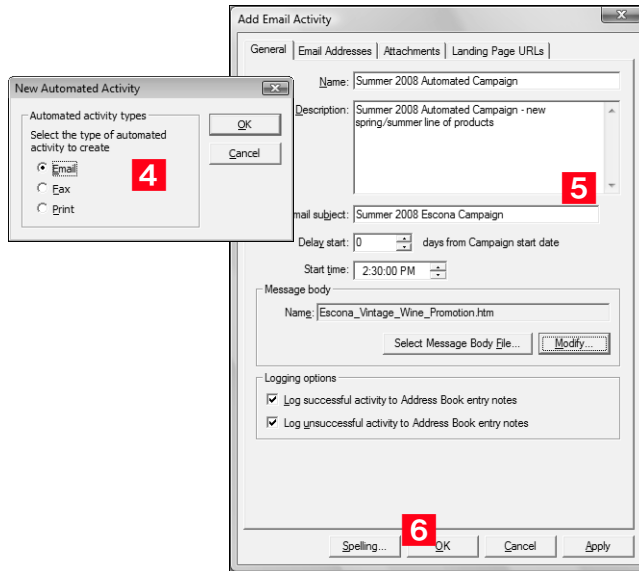 Add Email Activity
General
Email Addresses
Attachments
Landing Page URLs
Name: Summer 2008 Automated Campaign
Description: Summer 2008 Automated Campaign - new
spring/summer line of products
5
mail subject: Summer 2008 Escona Campaign
Delay start: 0 days from Campaign start date
Start time: 2:30:00 PM
Message body
Name: Escona_Vintage_Wine_Promotion.htm
Select Message Body File...
Modify...
Logging options
Log successful activity to Address Book entry notes
Log unsuccessful activity to Address Book entry notes
6
Spelling...
OK
Cancel
Apply
New Automated Activity
Automated activity types
Select the type of automated
activity to create
Email
Fax
Print
4
OK
Cancel